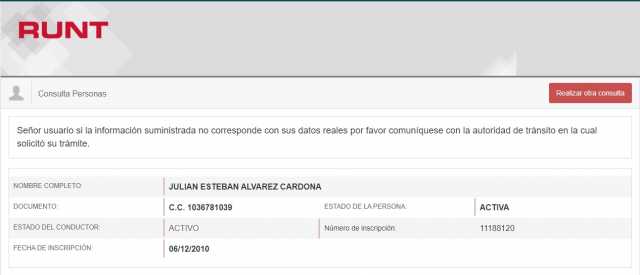 RUNT
Consulta Personas
Realizar otra consulta
Señor usuario si la información suministrada no corresponde con sus datos reales por favor comuníquese con la autoridad de tránsito en la cual
solicitó su trámite.
NOMBRE COMPLETO JULIAN ESTEBAN ALVAREZ CARDONA
DOCUMENTO: C.C. 1036781039 ESTADO DE LA PERSONA: ACTIVA
ESTADO DEL CONDUCTOR: ACTIVO Número de inscripción: 11188120
FECHA DE INSCRIPCIÓN 06/12/2010